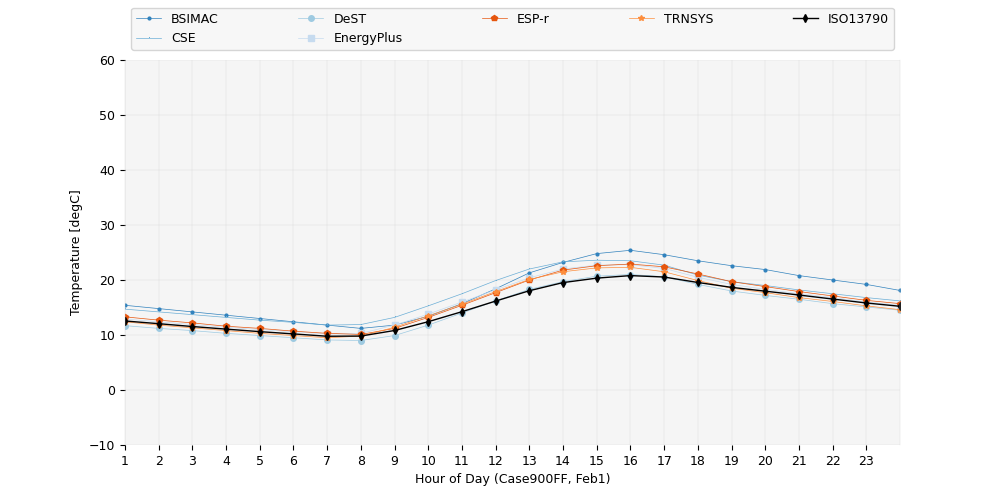 BSIMAC DeST ESP-r TRNSYS ISO13790
CSE EnergyPlus
60
50
40
30
20
10
0
−10
Temperature [degC]
1 2 3 4 5 6 7 8 9 10 11 12 13 14 15 16 17 18 19 20 21 22 23
Hour of Day (Case900FF, Feb1)